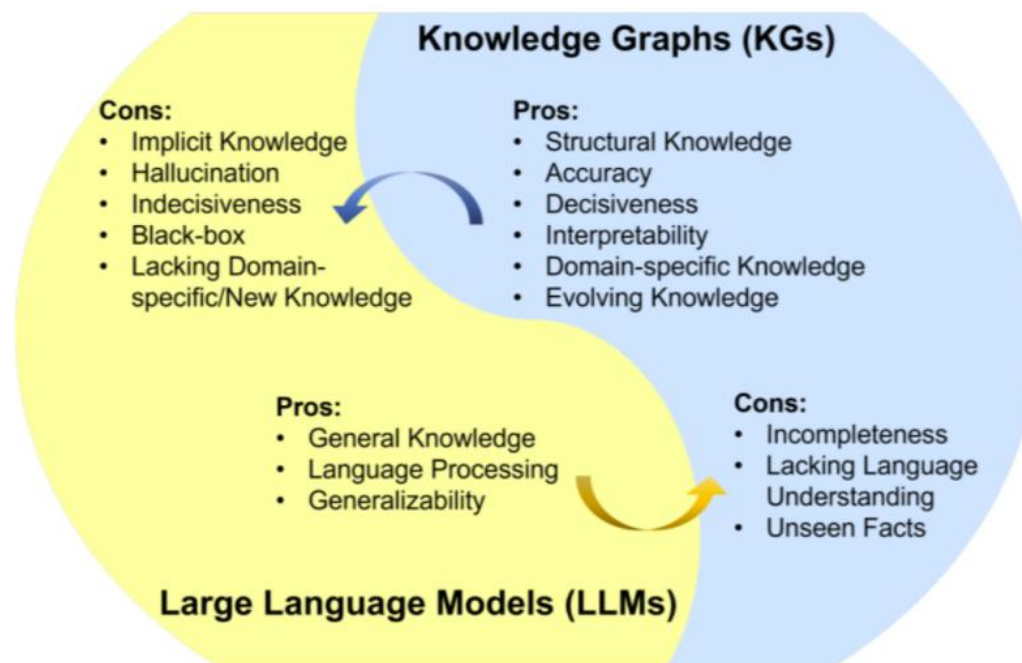 Knowledge Graphs (KGs)
Cons:
• Implicit Knowledge
• Hallucination
• Indecisiveness
• Black-box
• Lacking Domain-
specific/New Knowledge
Pros:
• Structural Knowledge
• Accuracy
• Decisiveness
• Interpretability
• Domain-specific Knowledge
• Evolving Knowledge
Pros:
• General Knowledge
• Language Processing
• Generalizability
Cons:
• Incompleteness
• Lacking Language
Understanding
• Unseen Facts
Large Language Models (LLMs)